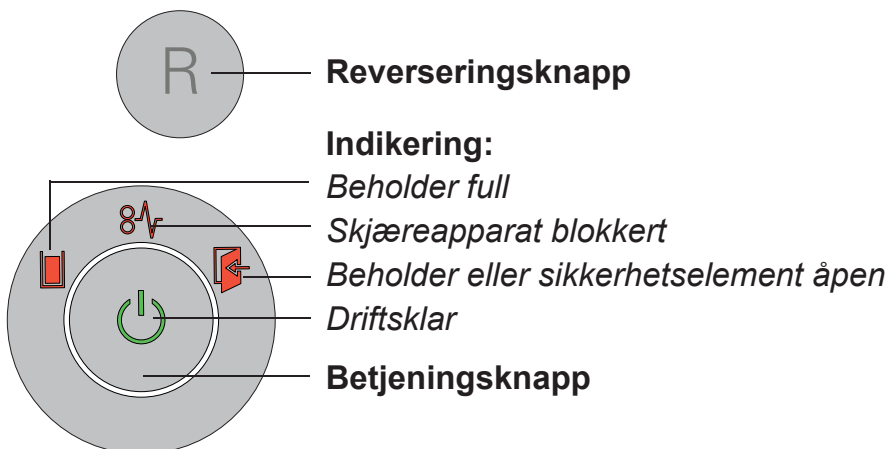 R
Reverseringsknapp
Indikering:
Beholder full
Skjæreapparat blokkert
Beholder eller sikkerhetselement åpen
Driftsklar
Betjeningsknapp